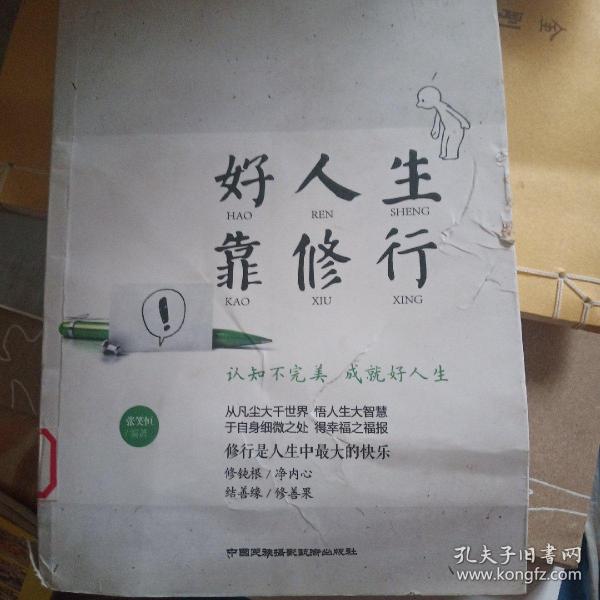 金刚
好人生
HAO REN SHENG
靠修行
KAO XIU XING
!
认知不完美 成就好人生
张笑恒
/编著
从凡尘大千世界 悟人生大智慧
于自身细微之处 得幸福之福报
修行是人生中最大的快乐
修钝根/净内心
结善缘/修善果
中国民族摄影艺术出版社
孔夫子旧书网
www.kongfz.com